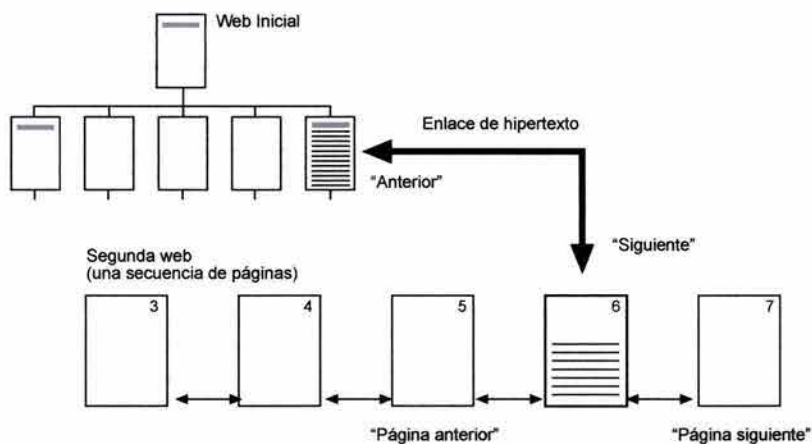 Web Inicial
Enlace de hipertexto
“Anterior”
“Siguiente”
Segunda web
(una secuencia de páginas)
3
4
5
6
7
“Página anterior”
“Página siguiente”